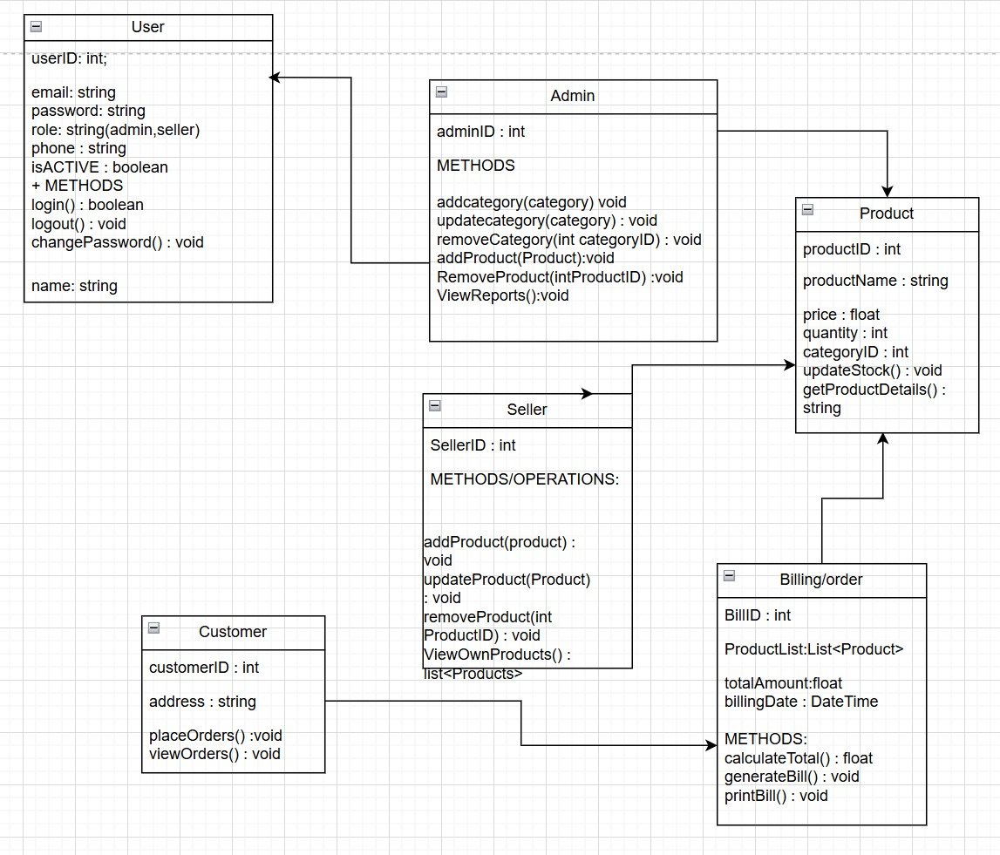 User
userID: int;
email: string
password: string
role: string(admin,seller)
phone : string
isACTIVE : boolean
+ METHODS
login() : boolean
logout() : void
changePassword() : void
name: string
Admin
adminID : int
METHODS
addcategory(category) void
updatecategory(category) : void
removeCategory(int categoryID) : void
addProduct(Product):void
RemoveProduct(intProductID) :void
ViewReports():void
Product
productID : int
productName : string
price : float
quantity : int
categoryID : int
updateStock() : void
getProductDetails() :
string
Seller
SellerID : int
METHODS/OPERATIONS:
addProduct(product) :
void
updateProduct(Product)
: void
removeProduct(int
ProductID) : void
ViewOwnProducts() :
list<Products>
Customer
customerID : int
address : string
placeOrders() :void
viewOrders() : void
Billing/order
BillID : int
ProductList:List<Product>
totalAmount:float
billingDate : DateTime
METHODS:
calculateTotal() : float
generateBill() : void
printBill() : void